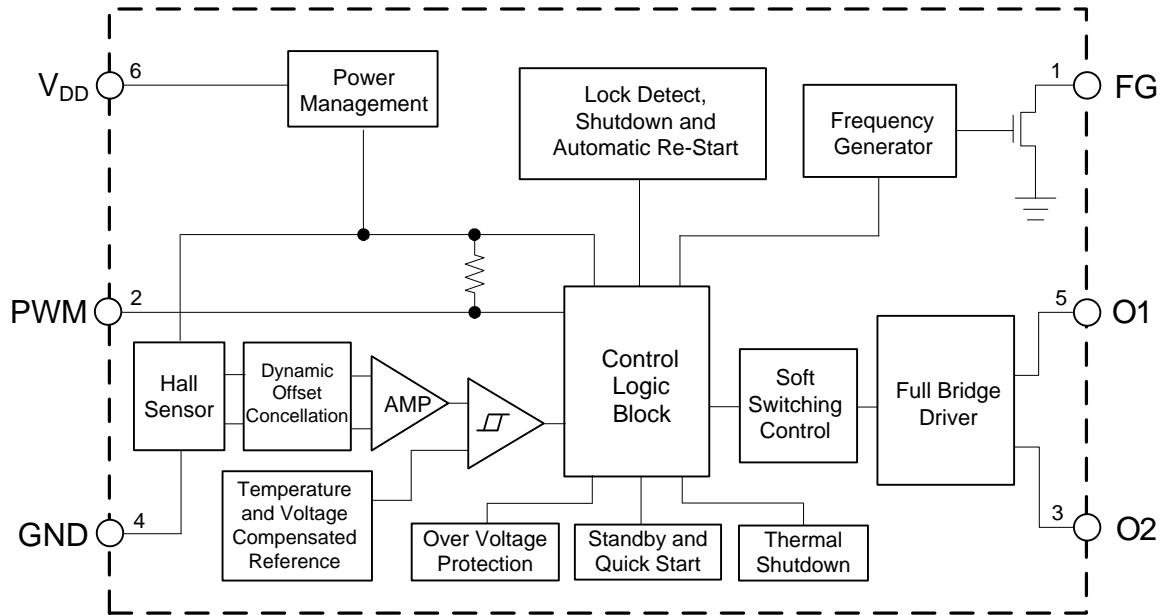 VDD
6
Power
Management
Lock Detect,
Shutdown and
Automatic Re-Start
Frequency
Generator
1
FG
PWM
2
Hall
Sensor
Dynamic
Offset
Concellation
AMP
Control
Logic
Block
Soft
Switching
Control
Full Bridge
Driver
5
O1
GND
4
Temperature
and Voltage
Compensated
Reference
Over Voltage
Protection
Standby and
Quick Start
Thermal
Shutdown
3
O2